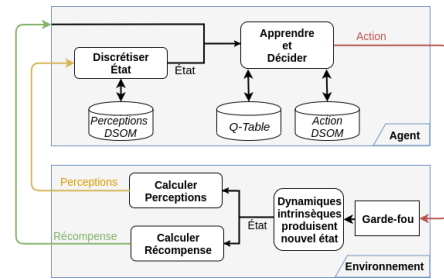 Apprendre
et
Décider
Action
Discrétiser
État
État
Perceptions
DSOM
Q-Table
Action
DSOM
Agent
Perceptions
Calculer
Perceptions
Dynamiques
intrinsèques
produisent
nouvel état
Garde-fou
État
Récompense
Calculer
Récompense
Environnement